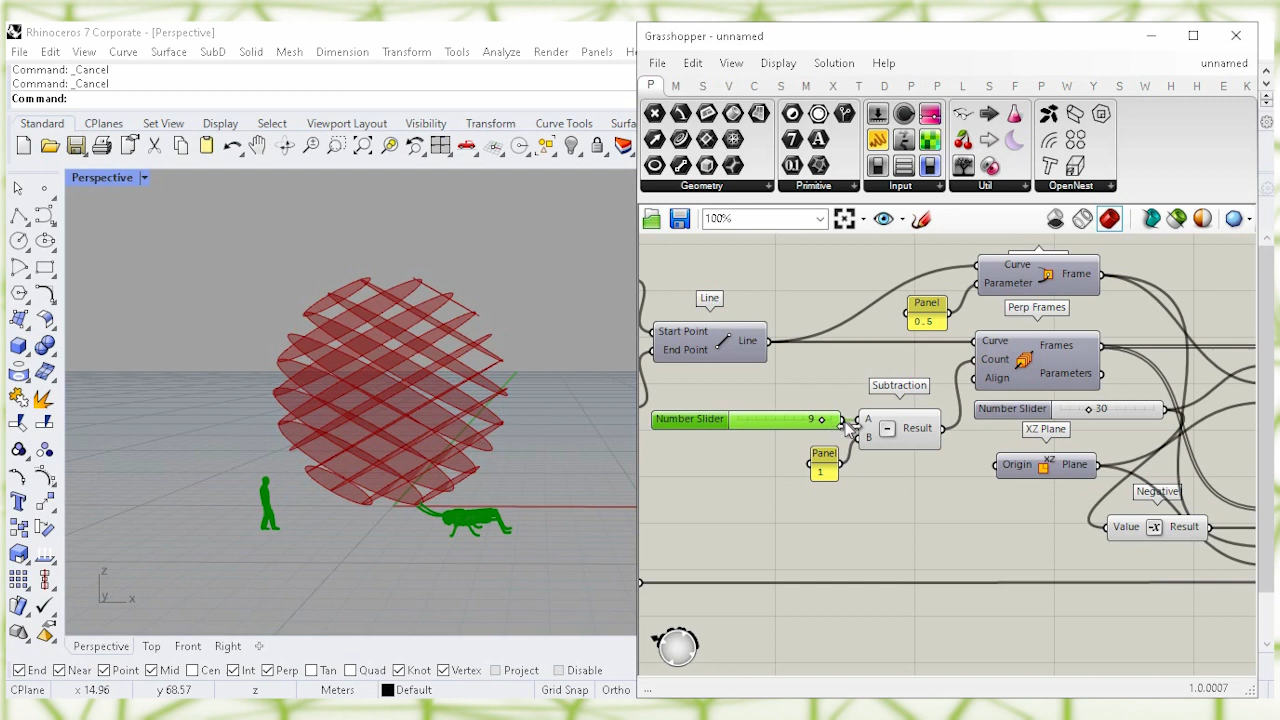 Rhinoceros 7 Corporate - [Perspective]
File Edit View Curve Surface SubD Solid Mesh Dimension Transform Tools Analyze Render Panels
Command: _Cancel
Command: _Cancel
Command:
Standard CPlanes Set View Display Select Viewport Layout Visibility Transform Curve Tools
Perspective
z
y x
Perspective Top Front Right
End Near Point Mid Cen Int Perp Tan Quad Knot Vertex Project Disable
CPlane x 14.96 y 68.57 z Meters Default Grid Snap Ortho
Grasshopper - unnamed
File Edit View Display Solution Help unnamed
P M S V C S M I X T D B K P L S F J P W Y S W H H E K
Geometry Primitive Input Util OpenNest
100%
Line
Start Point
End Point
Line
Panel
0.5
Curve
Parameter
Frame
Perp Frames
Curve
Count
Align
Frames
Parameters
Subtraction
Number Slider 9
A
B
Result
Panel
1
Number Slider 30
XZ Plane
Origin XZ Plane
Negative
Value -x Result
...
1.0.0007